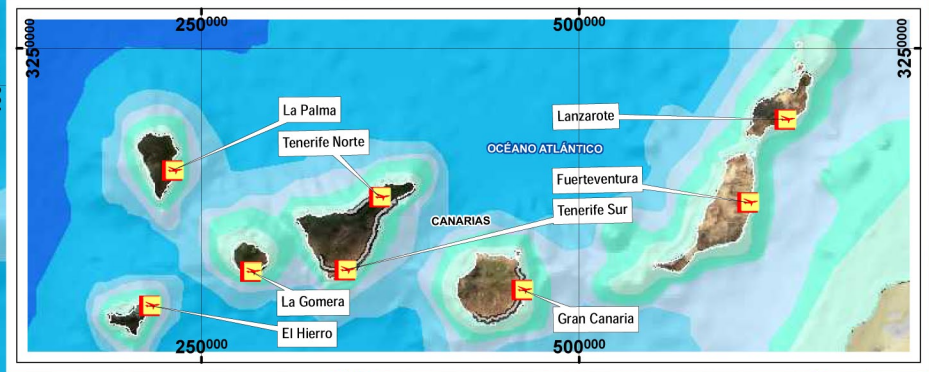 250000
500000
3250000
3250000
La Palma
Tenerife Norte
Lanzarote
OCÉANO ATLÁNTICO
Fuerteventura
CANARIAS
Tenerife Sur
La Gomera
El Hierro
Gran Canaria
250000
500000